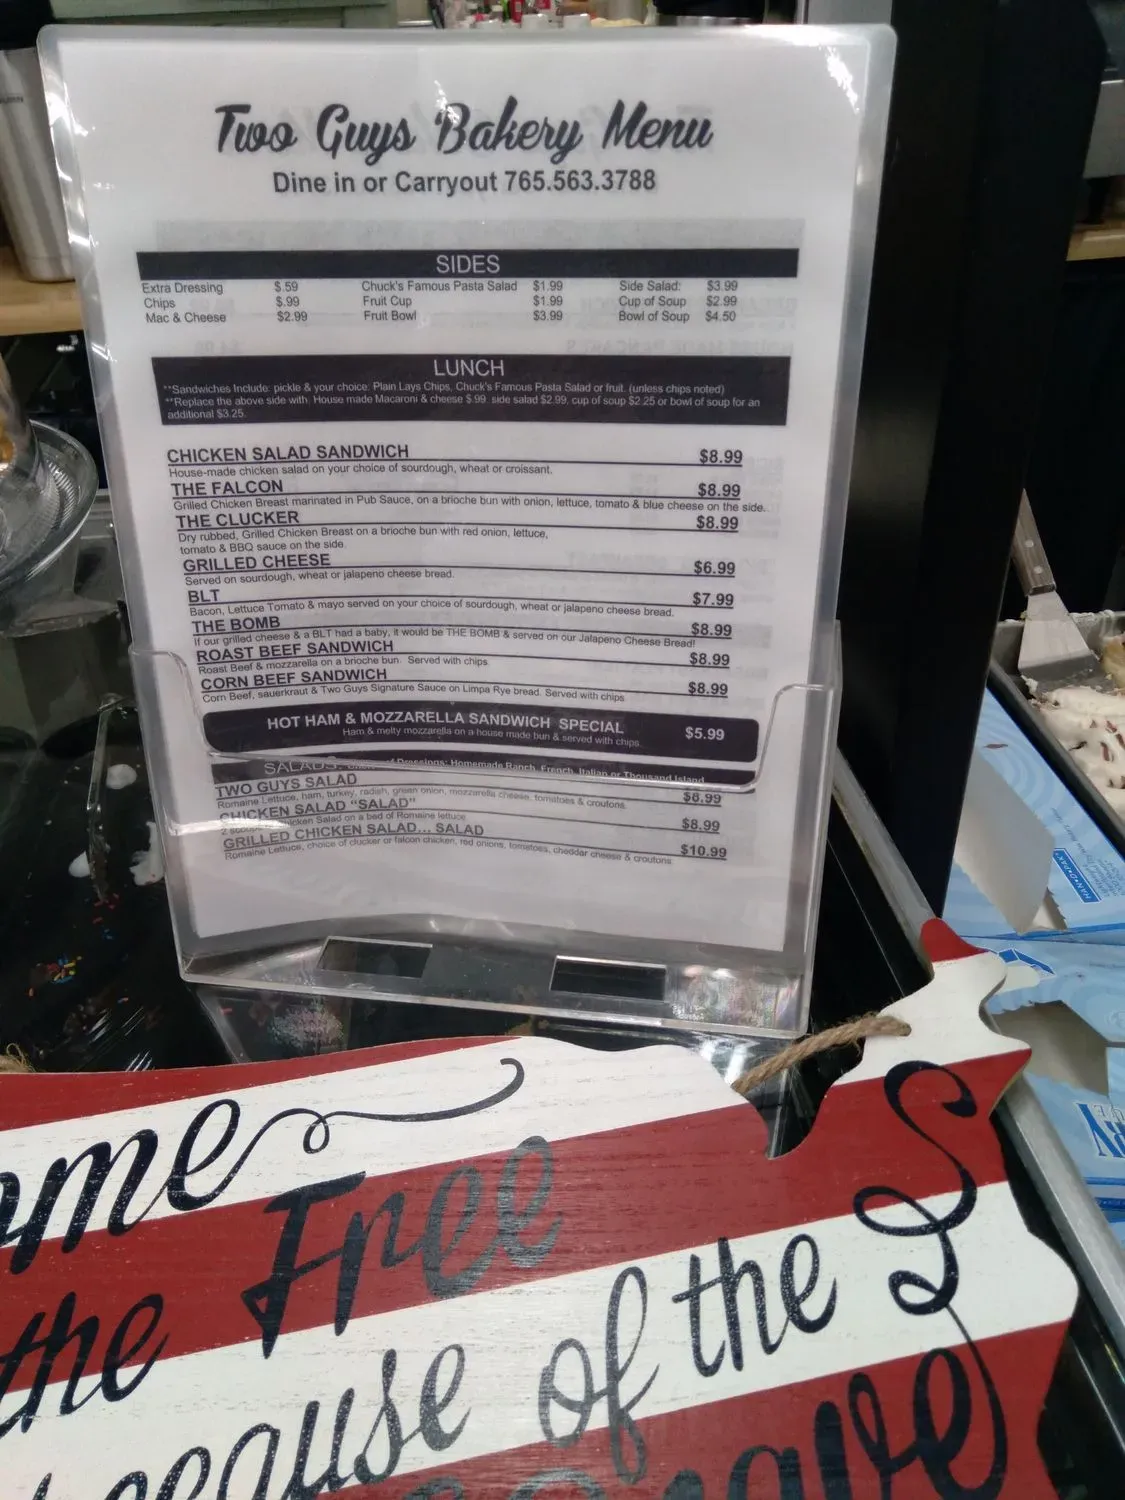 Two Guys Bakery Menu
Dine in or Carryout 765.563.3788
SIDES
Extra Dressing $.59 Chuck's Famous Pasta Salad $1.99 Side Salad: $3.99
Chips $.99 Fruit Cup $1.99 Cup of Soup $2.99
Mac & Cheese $2.99 Fruit Bowl $3.99 Bowl of Soup $4.50
LUNCH
**Sandwiches Include: pickle & your choice: Plain Lays Chips, Chuck's Famous Pasta Salad or fruit. (unless chips noted)
**Replace the above side with: House made Macaroni & cheese $.99 side salad $2.99, cup of soup $2.25 or bowl of soup for an
additional $3.25.
CHICKEN SALAD SANDWICH $8.99
House-made chicken salad on your choice of sourdough, wheat or croissant.
THE FALCON $8.99
Grilled Chicken Breast marinated in Pub Sauce, on a brioche bun with onion, lettuce, tomato & blue cheese on the side.
THE CLUCKER $8.99
Dry rubbed, Grilled Chicken Breast on a brioche bun with red onion, lettuce,
tomato & BBQ sauce on the side.
GRILLED CHEESE $6.99
Served on sourdough, wheat or jalapeno cheese bread.
BLT $7.99
Bacon, Lettuce Tomato & mayo served on your choice of sourdough, wheat or jalapeno cheese bread.
THE BOMB $8.99
If our grilled cheese & a BLT had a baby, it would be THE BOMB & served on our Jalapeno Cheese Bread!
ROAST BEEF SANDWICH $8.99
Roast Beef & mozzarella on a brioche bun. Served with chips
CORN BEEF SANDWICH $8.99
Corn Beef, sauerkraut & Two Guys Signature Sauce on Limpa Rye bread. Served with chips
HOT HAM & MOZZARELLA SANDWICH SPECIAL $5.99
Ham & melty mozzarella on a house made bun & served with chips.
SALADS: of Dressings: Homemade Ranch, French, Italian or Thousand Island
TWO GUYS SALAD $8.99
Romaine Lettuce, ham, turkey, radish, green onion, mozzarella cheese, tomatoes & croutons.
CHICKEN SALAD "SALAD" $8.99
2 scoops Chicken Salad on a bed of Romaine lettuce
GRILLED CHICKEN SALAD... SALAD $10.99
Romaine Lettuce, choice of clucker or falcon chicken, red onions, tomatoes, cheddar cheese & croutons
HAN-D-PAK
ome
the Free
because of the